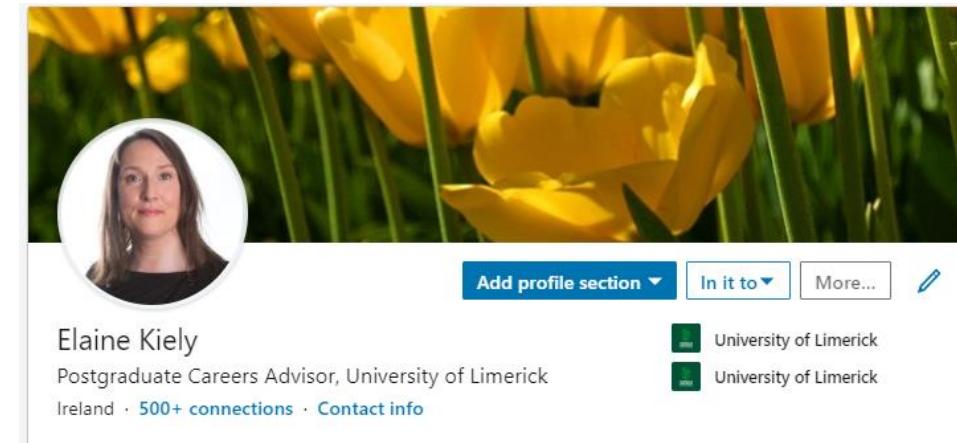 Add profile section
In it to
More...
Elaine Kiely
University of Limerick
Postgraduate Careers Advisor, University of Limerick
University of Limerick
Ireland · 500+ connections · Contact info